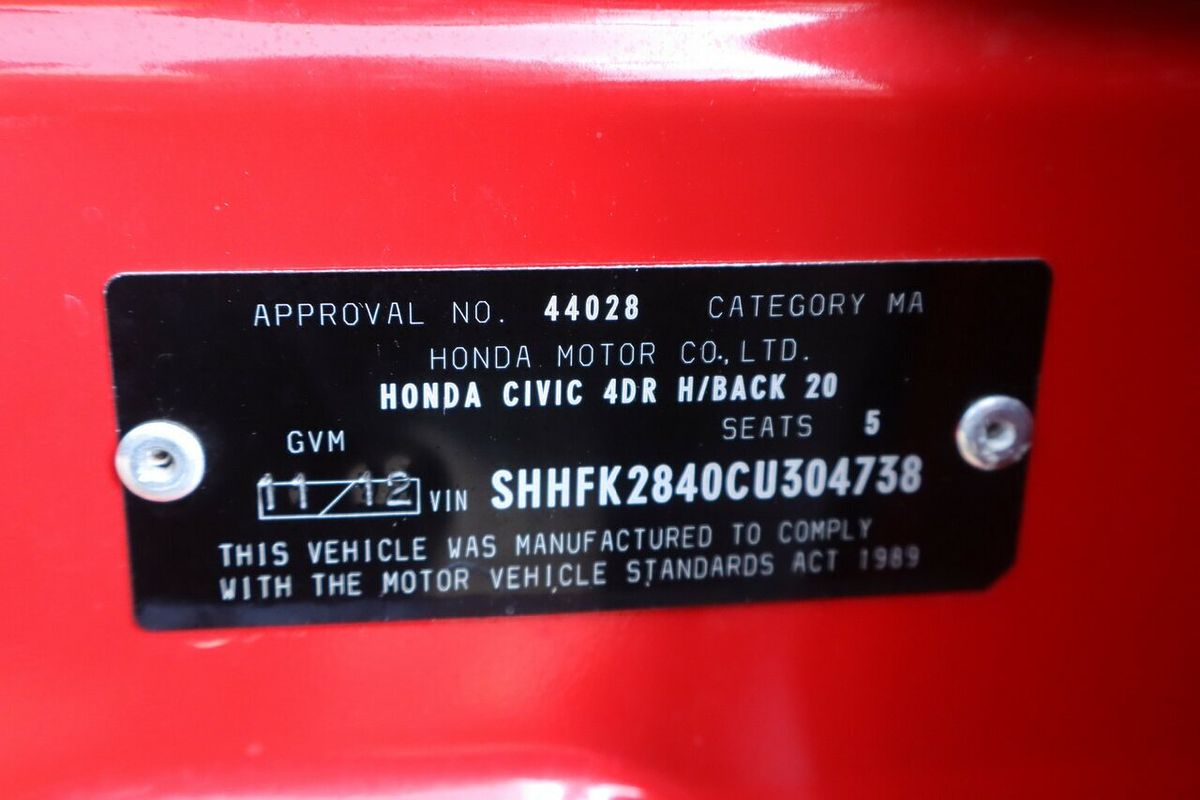 APPROVAL NO. 44028 CATEGORY MA
HONDA MOTOR CO., LTD.
HONDA CIVIC 4DR H/BACK 20
SEATS 5
GVM
11/12 VIN SHHFK2840CU304738
THIS VEHICLE WAS MANUFACTURED TO COMPLY
WITH THE MOTOR VEHICLE STANDARDS ACT 1989